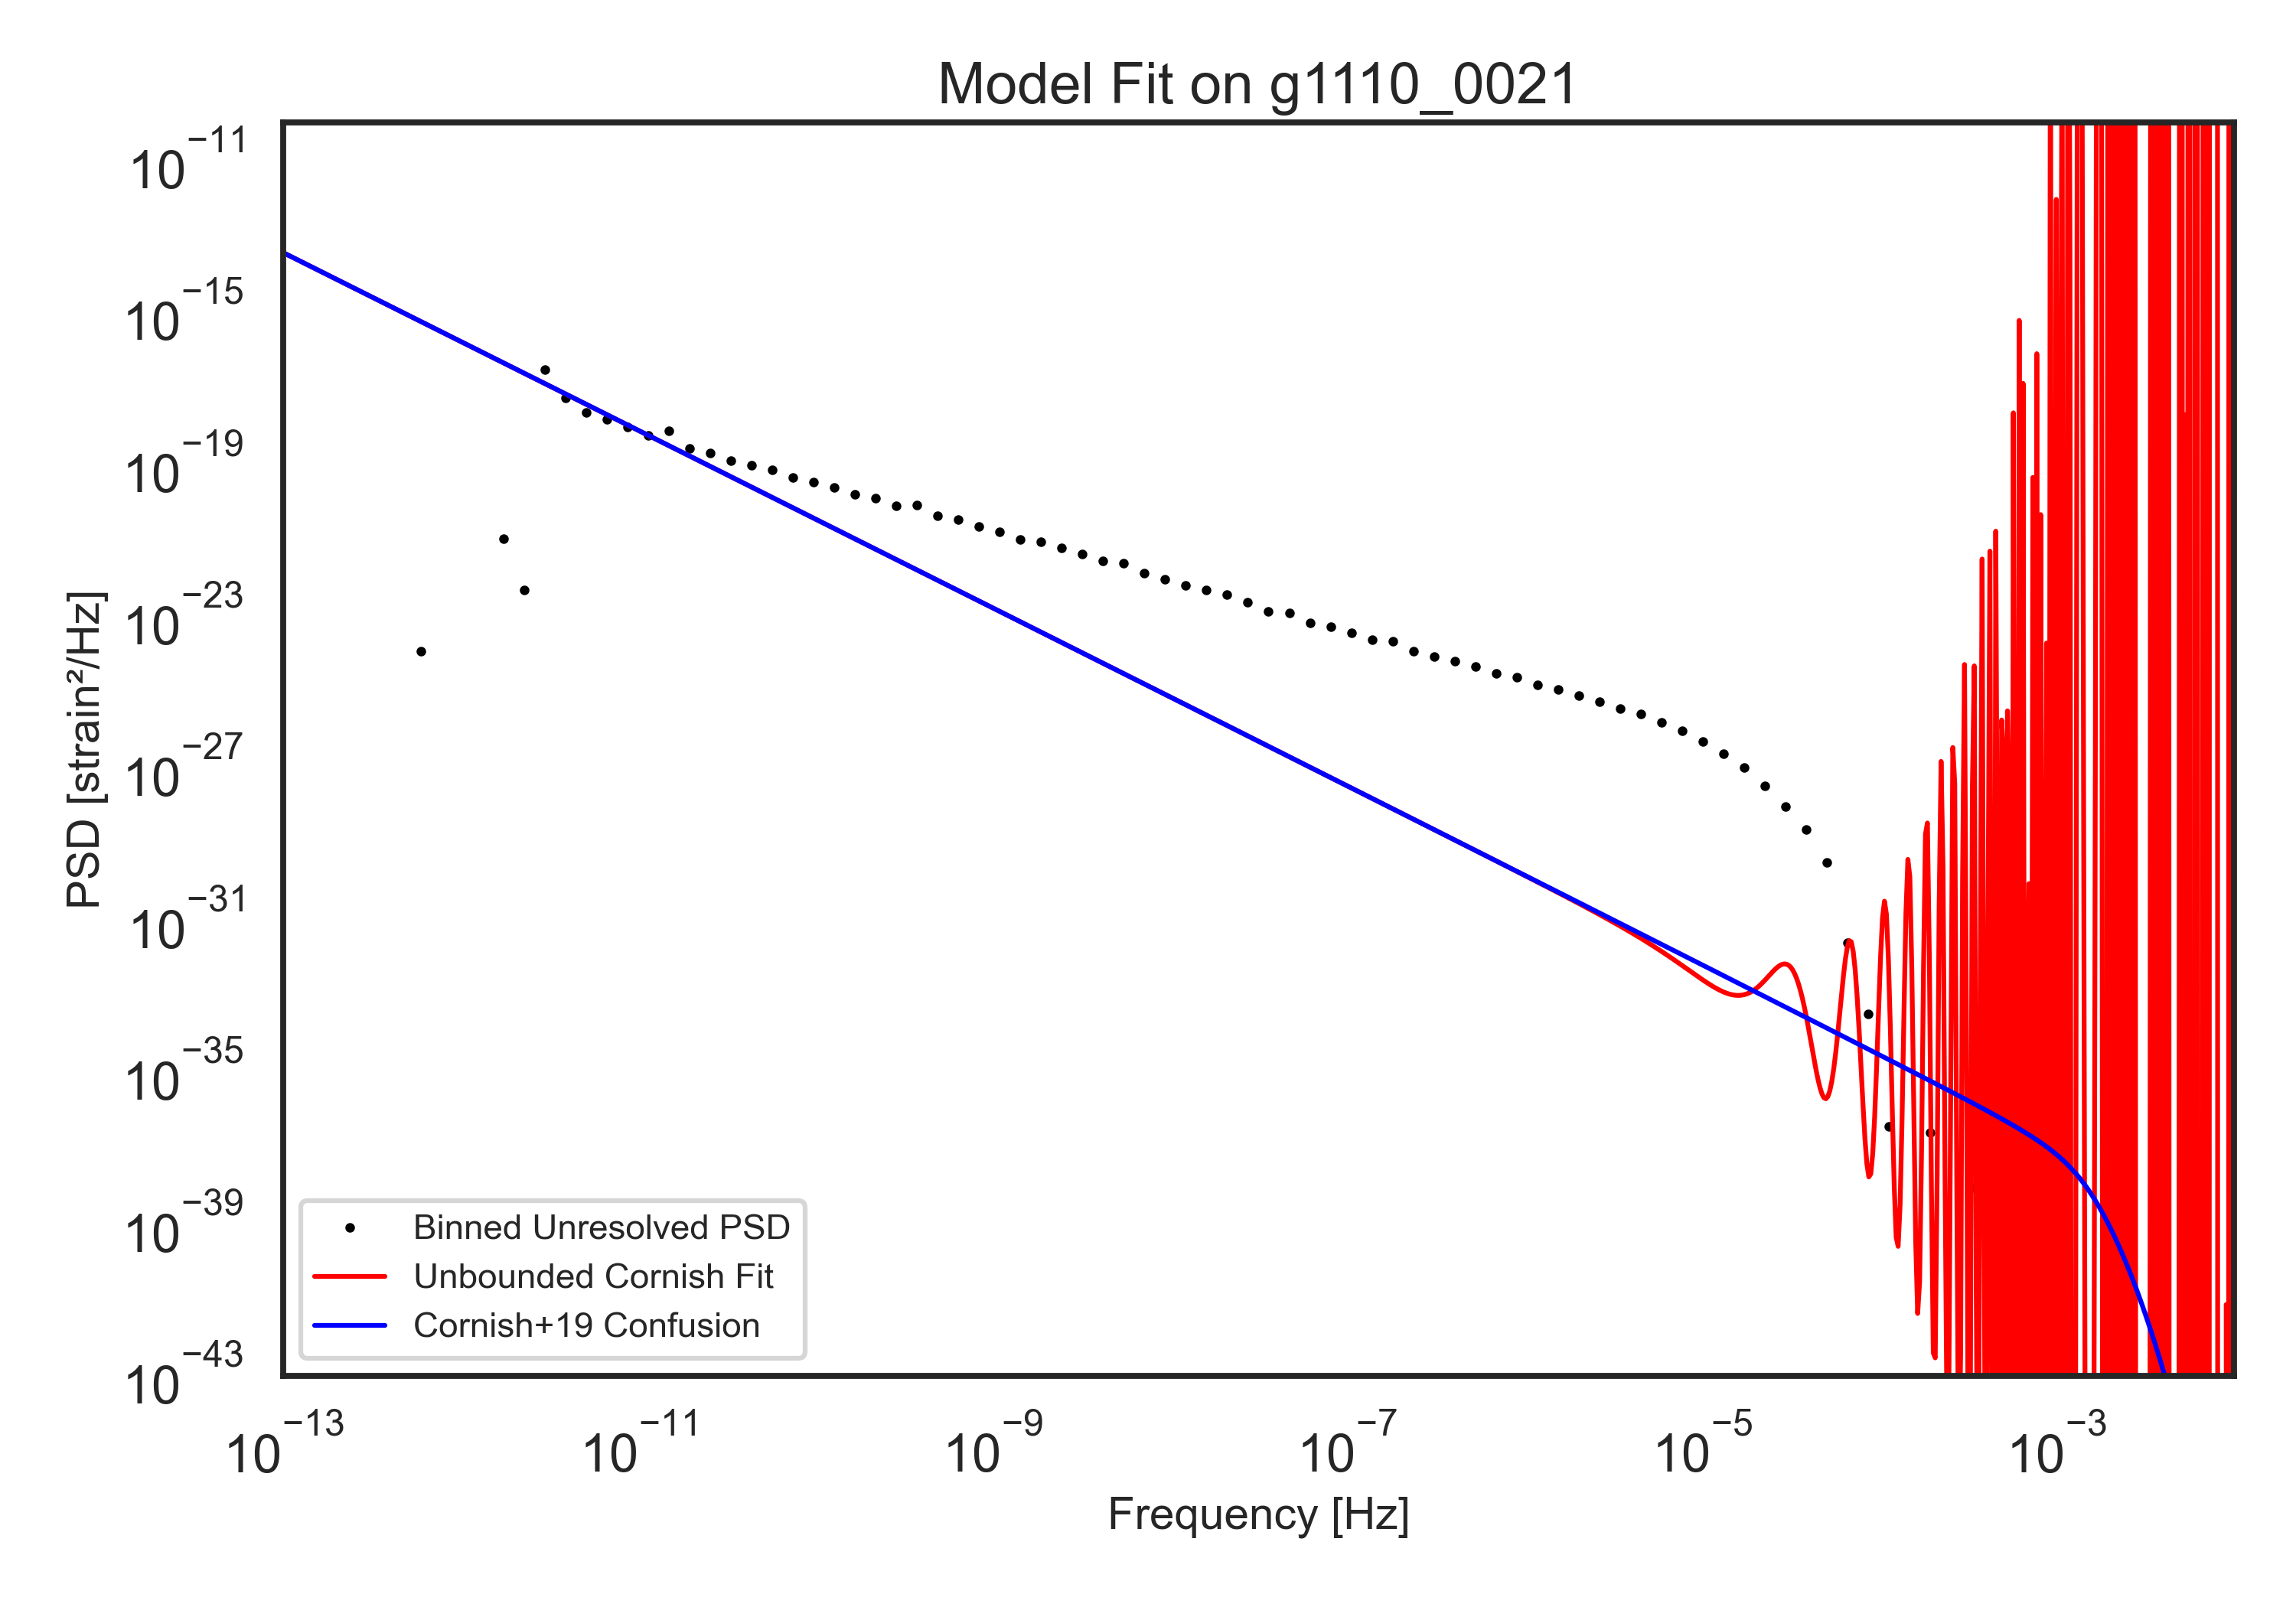 Model Fit on g1110_0021
PSD [strain²/Hz]
10⁻¹¹
10⁻¹⁵
10⁻¹⁹
10⁻²³
10⁻²⁷
10⁻³¹
10⁻³⁵
10⁻³⁹
10⁻⁴³
Binned Unresolved PSD
Unbounded Cornish Fit
Cornish+19 Confusion
10⁻¹³ 10⁻¹¹ 10⁻⁹ 10⁻⁷ 10⁻⁵ 10⁻³
Frequency [Hz]